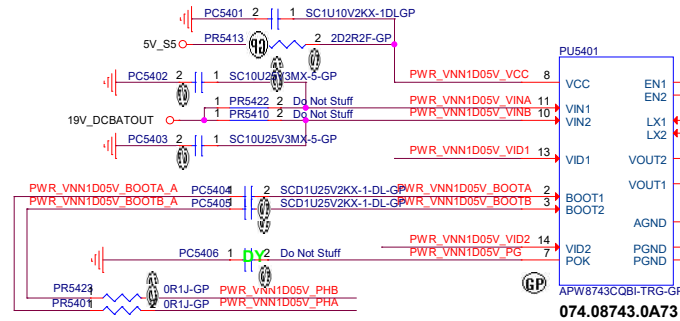 PC5401 2 1 SC1U10V2KX-1DLGP
5V_S5 PR5413 1 2 2D2R2F-GP
PU5401
PC5402 2 1 SC10U25V3MX-5-GP
PWR_VNN1D05V_VCC 8 VCC EN1
EN2
1 PR5422 2 Do Not Stuff PWR_VNN1D05V_VINA 11 VIN1
19V_DCBATOUT 1 PR5410 2 Do Not Stuff PWR_VNN1D05V_VINB 10 VIN2 LX1
LX2
PC5403 2 1 SC10U25V3MX-5-GP
PWR_VNN1D05V_VID1 13 VID1 VOUT2
VOUT1
PWR_VNN1D05V_BOOTA_A PC5404 1 2 SCD1U25V2KX-1-DL-GP PWR_VNN1D05V_BOOTA 2 BOOT1
PWR_VNN1D05V_BOOTB_A PC5405 1 2 SCD1U25V2KX-1-DL-GP PWR_VNN1D05V_BOOTB 3 BOOT2
AGND
PWR_VNN1D05V_VID2 14 VID2 PGND
PC5406 1 DY 2 Do Not Stuff PWR_VNN1D05V_PG 7 POK PGND
GP
PR5423 1 2 0R1J-GP PWR_VNN1D05V_PHB
PR5401 1 2 0R1J-GP PWR_VNN1D05V_PHA
APW8743CQBI-TRG-GP
074.08743.0A73